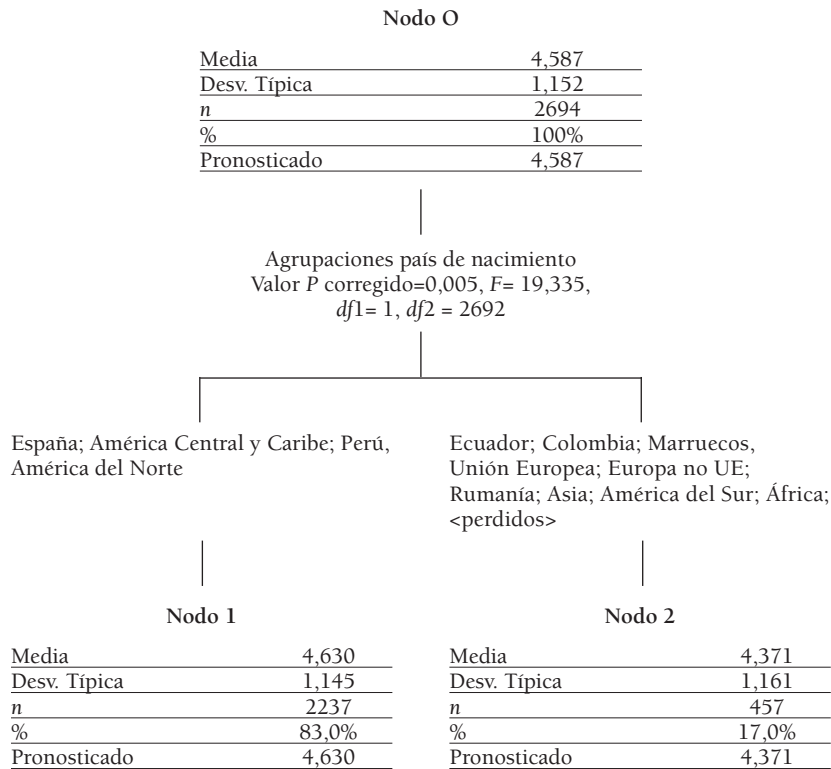 Nodo O
Media 4,587
Desv. Típica 1,152
n 2694
% 100%
Pronosticado 4,587
Agrupaciones país de nacimiento
Valor P corregido=0,005, F= 19,335,
df1= 1, df2 = 2692
España; América Central y Caribe; Perú,
América del Norte
Ecuador; Colombia; Marruecos,
Unión Europea; Europa no UE;
Rumanía; Asia; América del Sur; África;
<perdidos>
Nodo 1
Media 4,630
Desv. Típica 1,145
n 2237
% 83,0%
Pronosticado 4,630
Nodo 2
Media 4,371
Desv. Típica 1,161
n 457
% 17,0%
Pronosticado 4,371